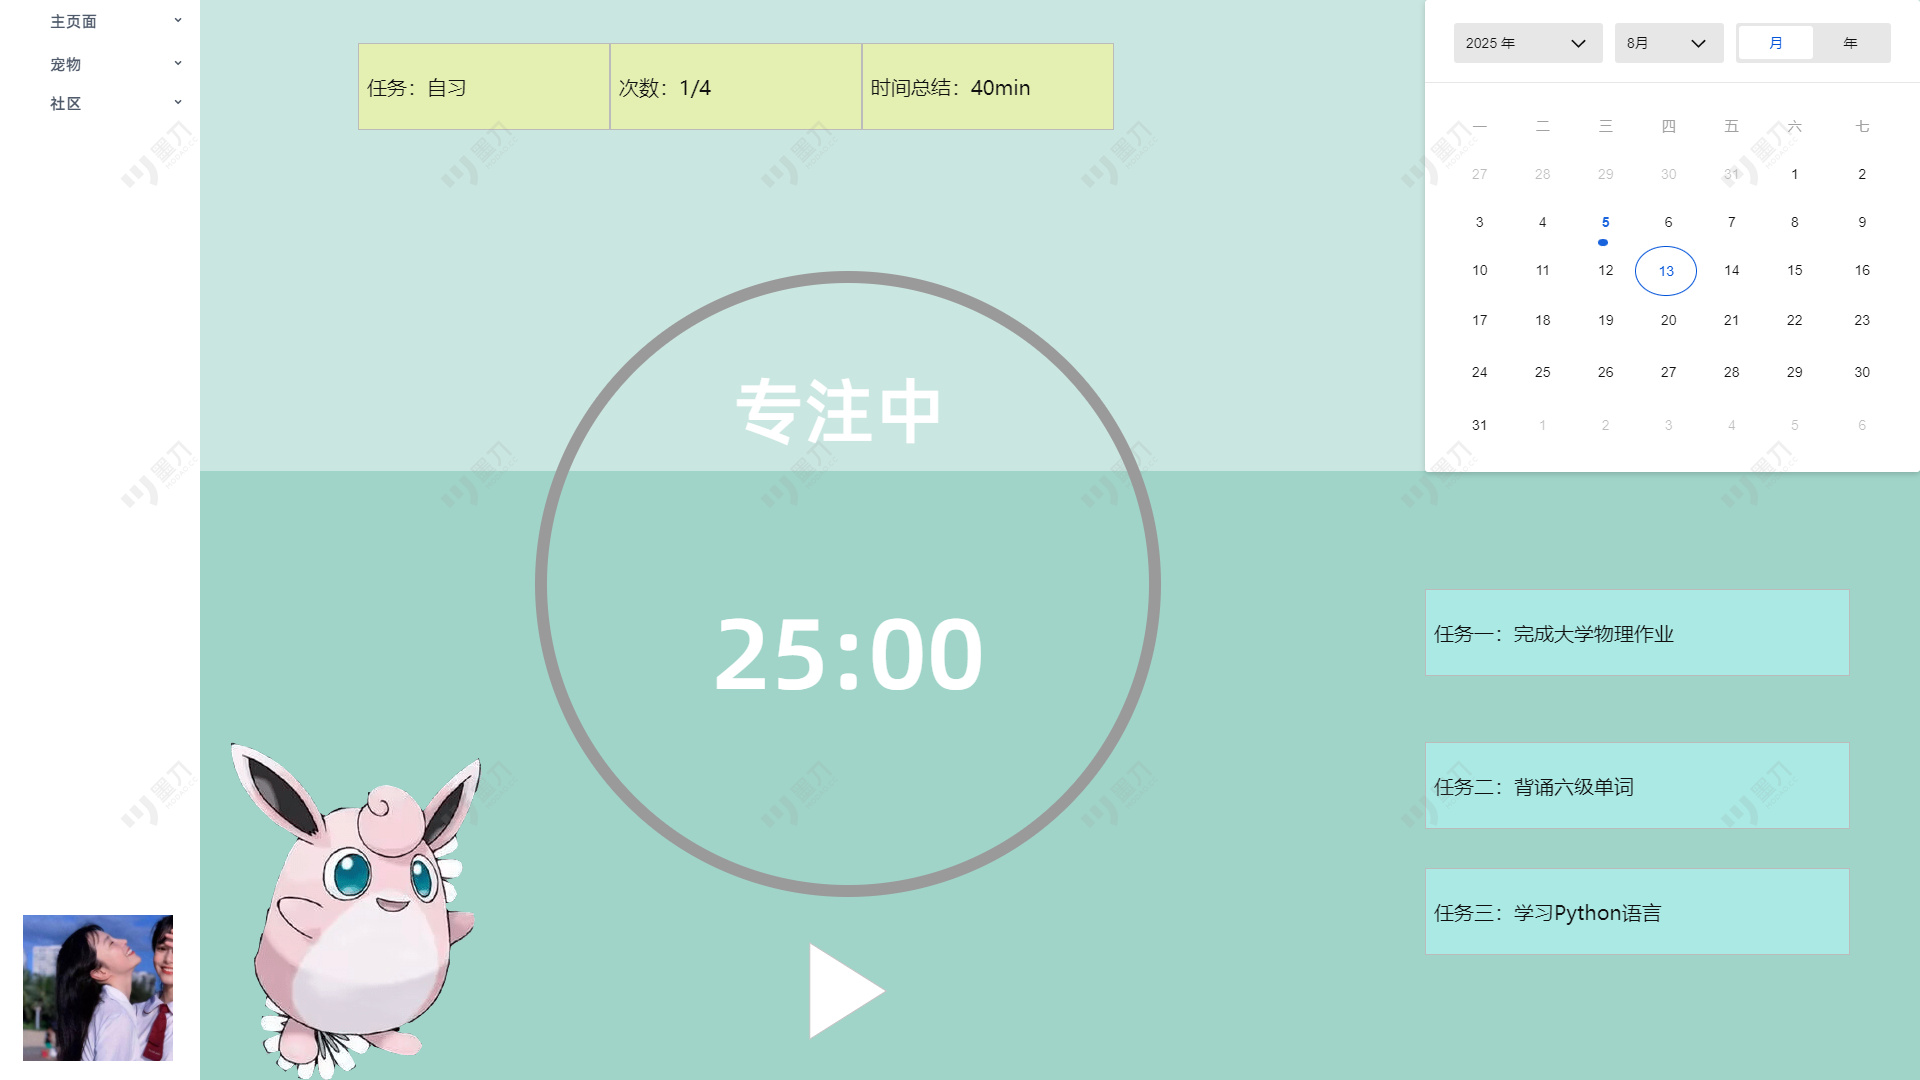 主页面
宠物
社区
任务：自习
次数：1/4
时间总结：40min
专注中
25:00
2025 年
8月
月
年
一 二 三 四 五 六 七
27 28 29 30 31 1 2
3 4 5 6 7 8 9
10 11 12 13 14 15 16
17 18 19 20 21 22 23
24 25 26 27 28 29 30
31 1 2 3 4 5 6
任务一：完成大学物理作业
任务二：背诵六级单词
任务三：学习Python语言
墨刀